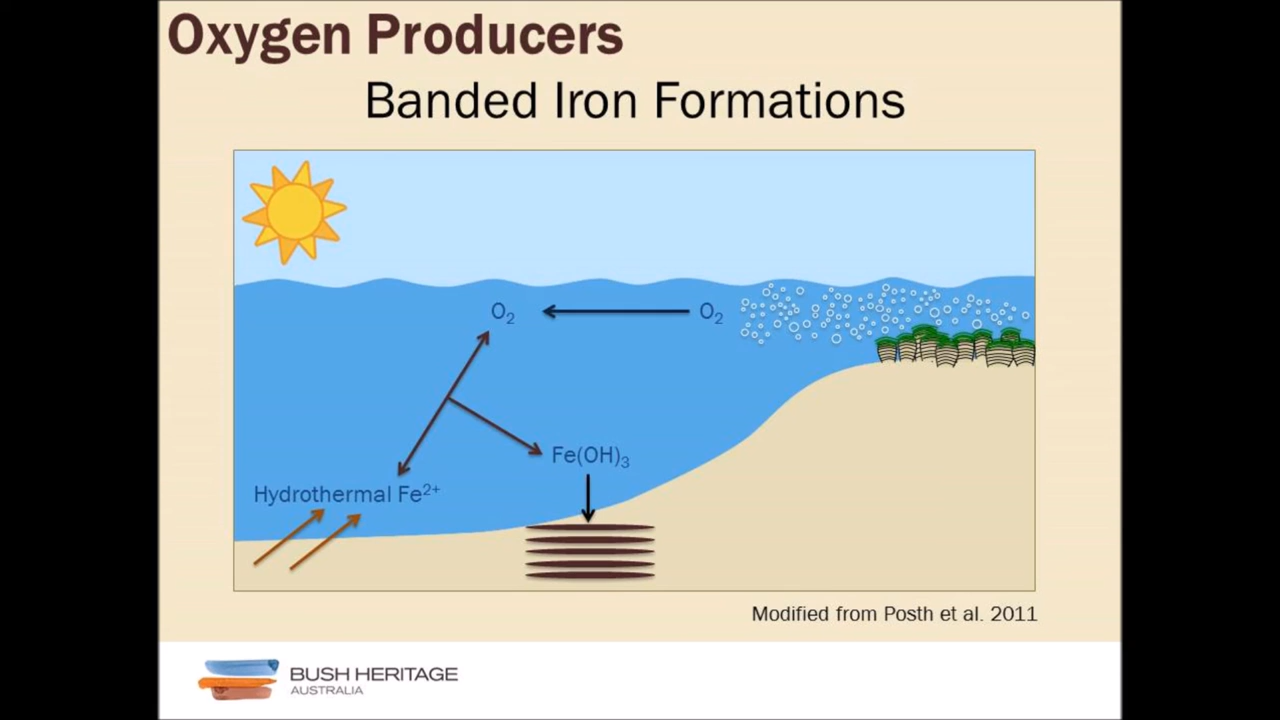 Oxygen Producers
Banded Iron Formations
O₂
O₂
Fe(OH)₃
Hydrothermal Fe²⁺
Modified from Posth et al. 2011
BUSH HERITAGE
AUSTRALIA